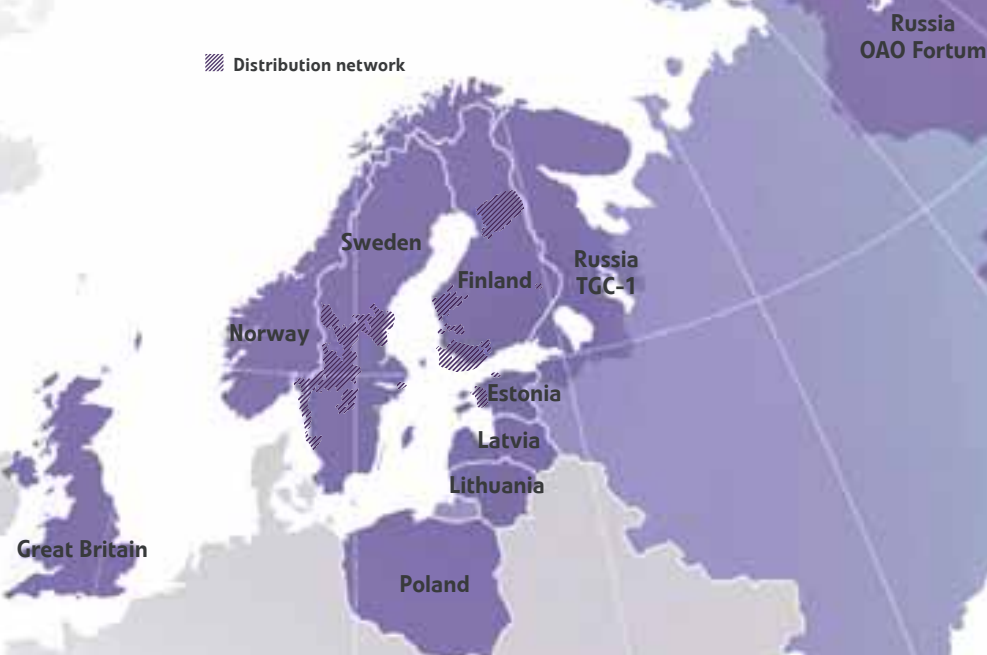 Russia
OAO Fortum
Distribution network
Sweden
Russia
TGC-1
Finland
Norway
Estonia
Latvia
Lithuania
Great Britain
Poland